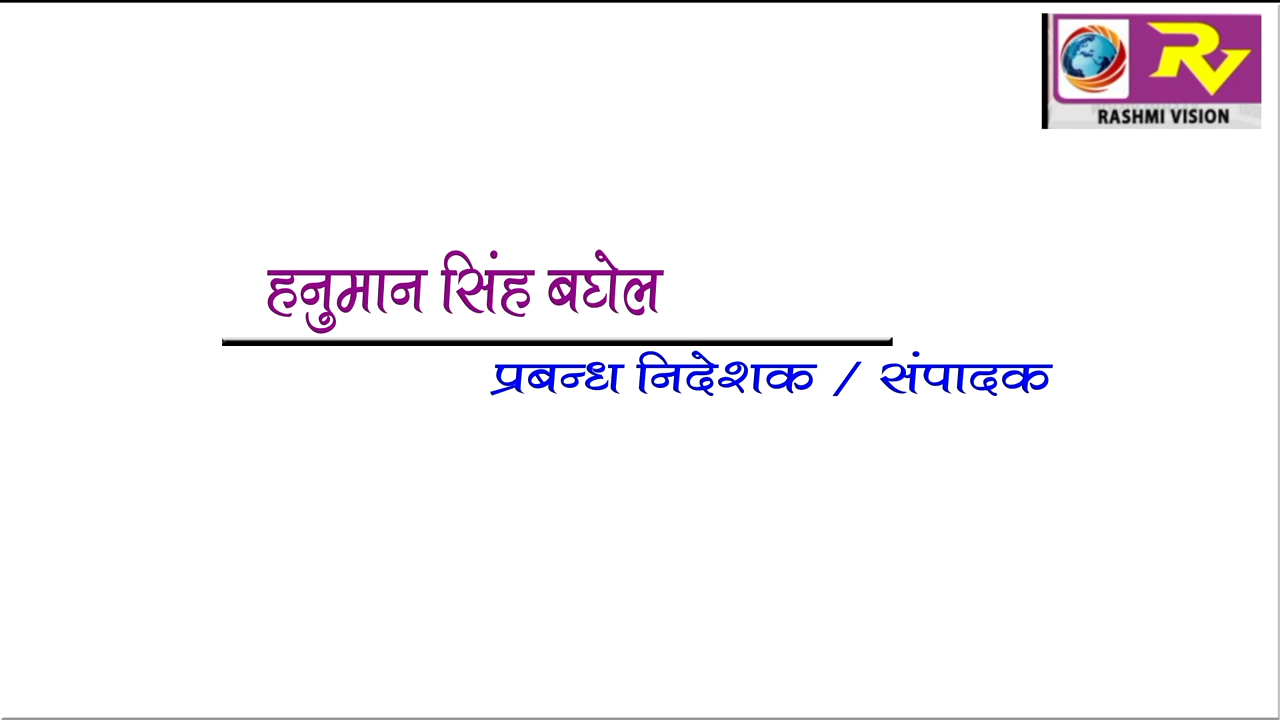 RV
RASHMI VISION
हनुमान सिंह बघेल
प्रबन्ध निदेशक / संपादक